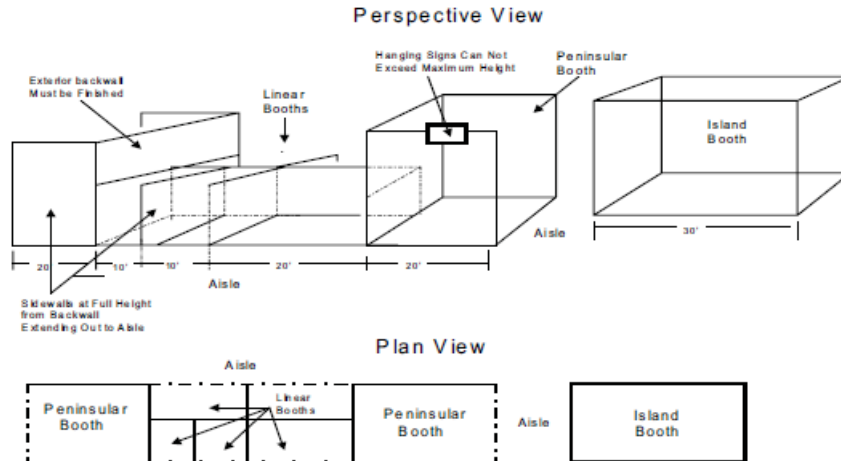 Perspective View
Hanging Signs Can Not
Exceed Maximum Height
Peninsular
Booth
Exterior backwall
Must be Finished
Linear
Booths
Island
Booth
Aisle
20'
10'
10'
20'
20'
30'
Aisle
Sidewalls at Full Height
from Backwall
Extending Out to Aisle
Plan View
Aisle
Peninsular
Booth
Linear
Booths
Peninsular
Booth
Aisle
Island
Booth